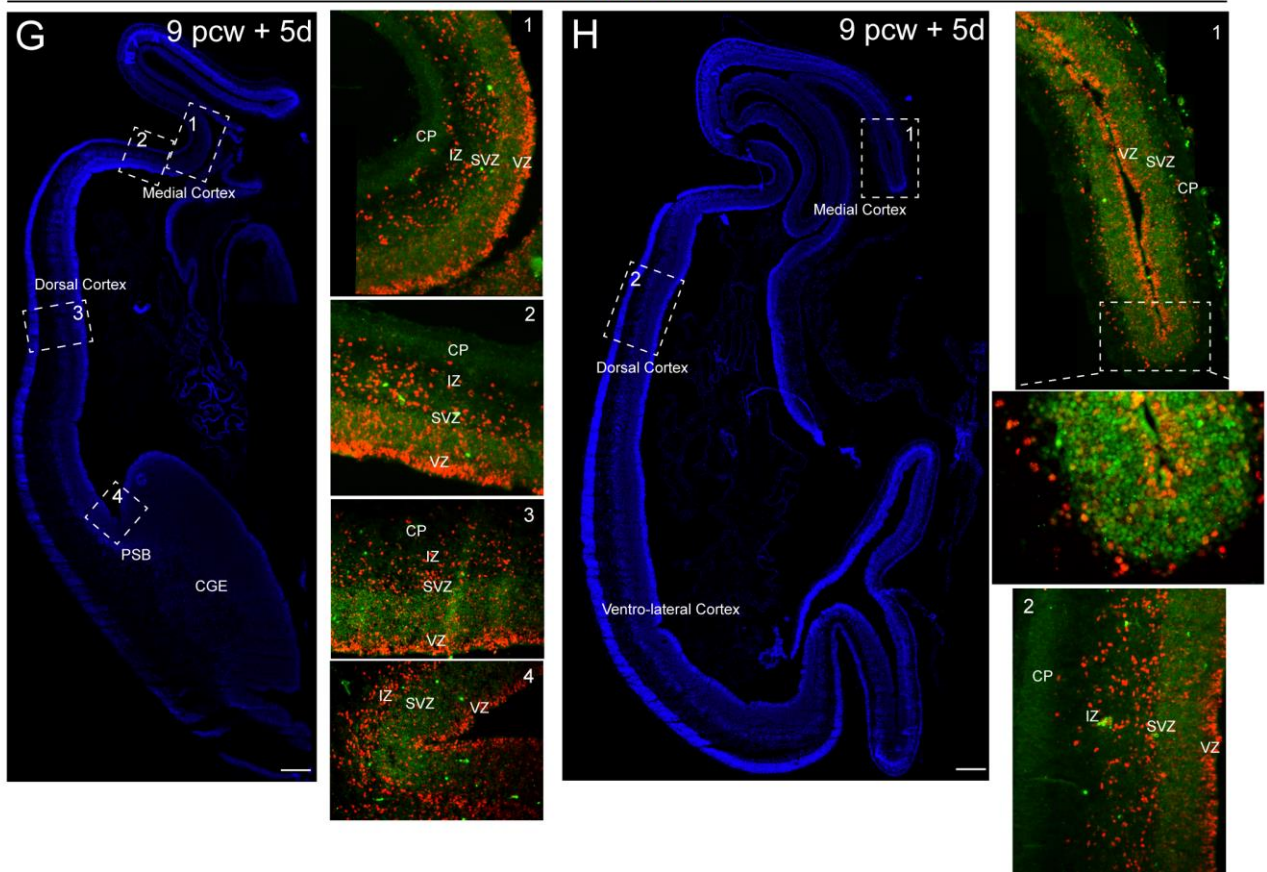 G
9 pcw + 5d
1
2
Medial Cortex
Dorsal Cortex
3
4
PSB
CGE
1
CP
IZ
SVZ
VZ
2
CP
IZ
SVZ
VZ
3
CP
IZ
SVZ
VZ
4
IZ
SVZ
VZ
H
9 pcw + 5d
1
Medial Cortex
2
Dorsal Cortex
Ventro-lateral Cortex
1
VZ
SVZ
CP
2
CP
IZ
SVZ
VZ